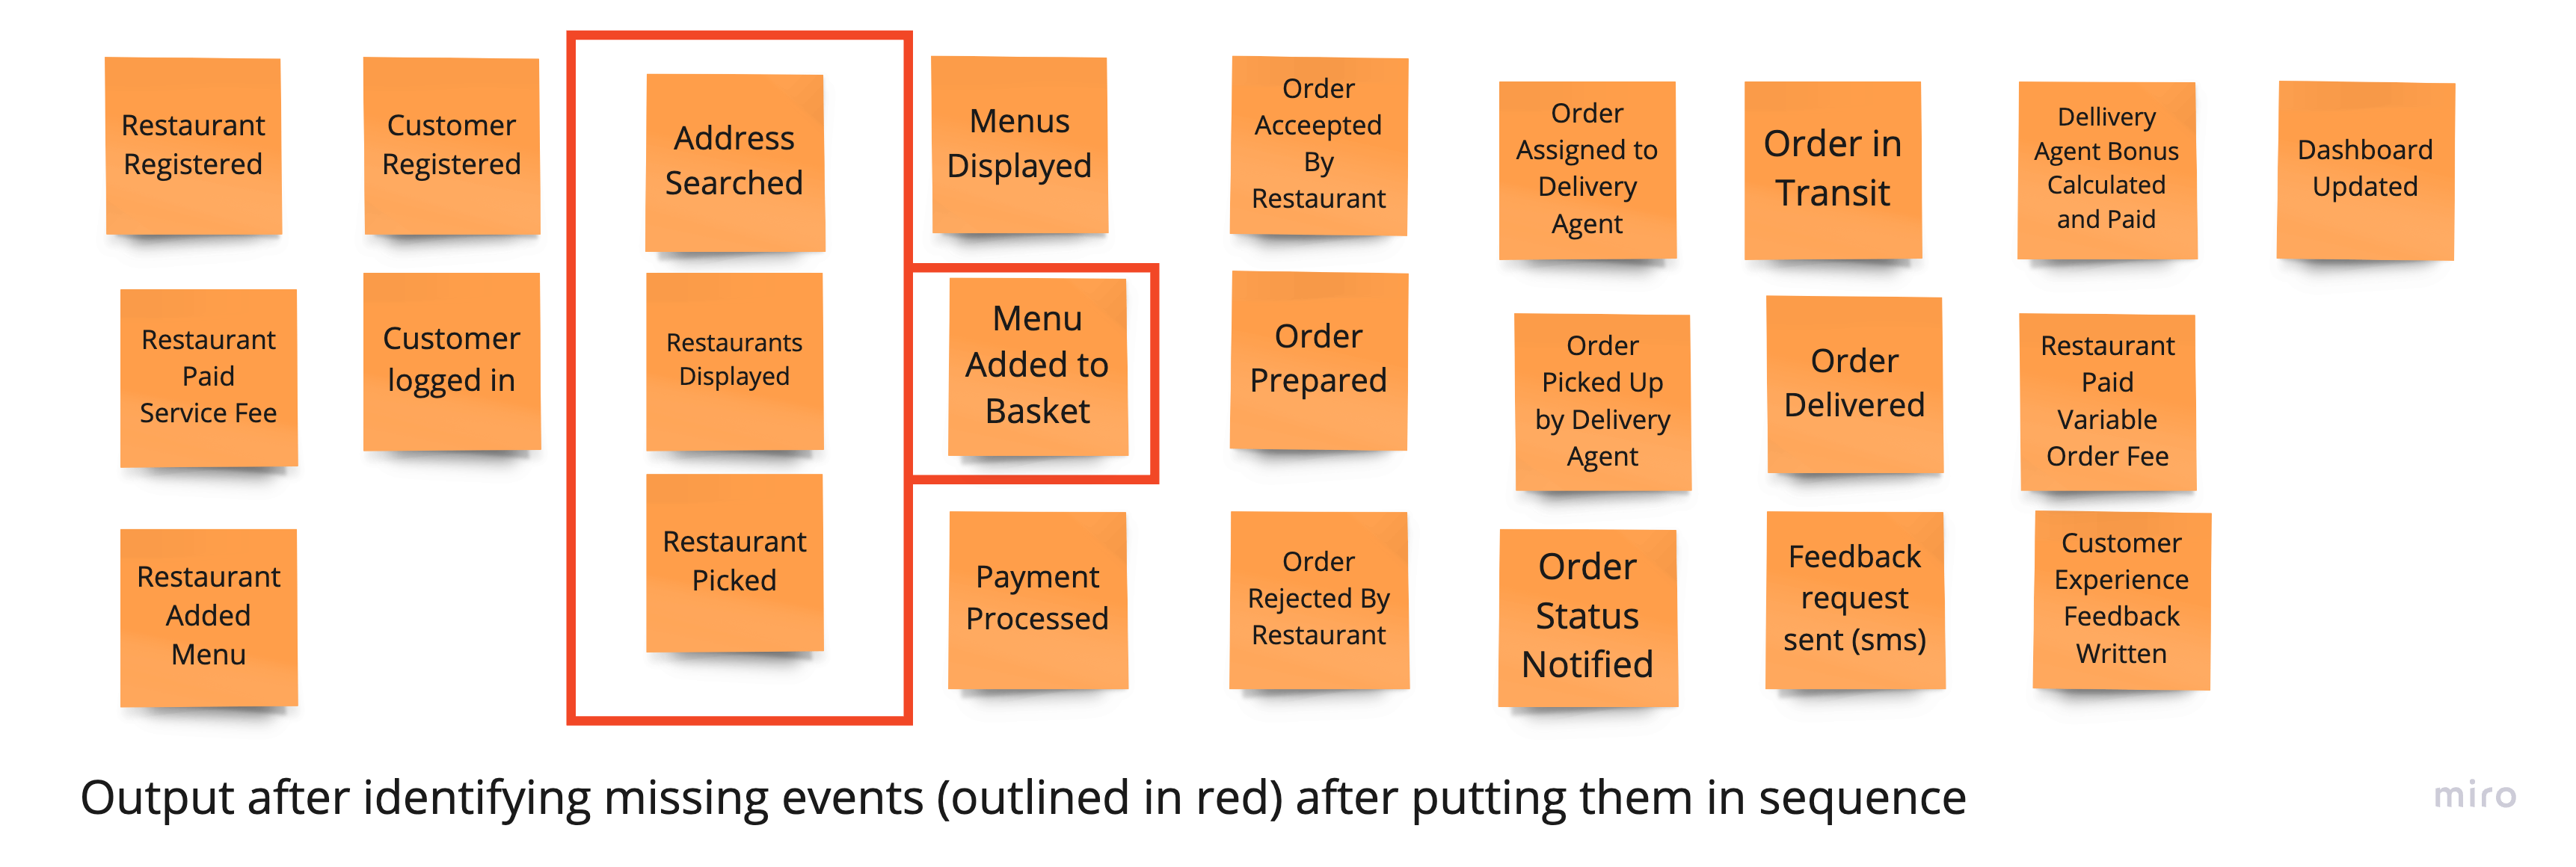 Restaurant
Registered
Restaurant
Paid
Service Fee
Restaurant
Added
Menu
Customer
Registered
Customer
logged in
Address
Searched
Restaurants
Displayed
Restaurant
Picked
Menus
Displayed
Menu
Added to
Basket
Payment
Processed
Order
Acceepted
By
Restaurant
Order
Prepared
Order
Rejected By
Restaurant
Order
Assigned to
Delivery
Agent
Order
Picked Up
by Delivery
Agent
Order
Status
Notified
Order in
Transit
Order
Delivered
Feedback
request
sent (sms)
Dellivery
Agent Bonus
Calculated
and Paid
Restaurant
Paid
Variable
Order Fee
Customer
Experience
Feedback
Written
Dashboard
Updated
Output after identifying missing events (outlined in red) after putting them in sequence
miro